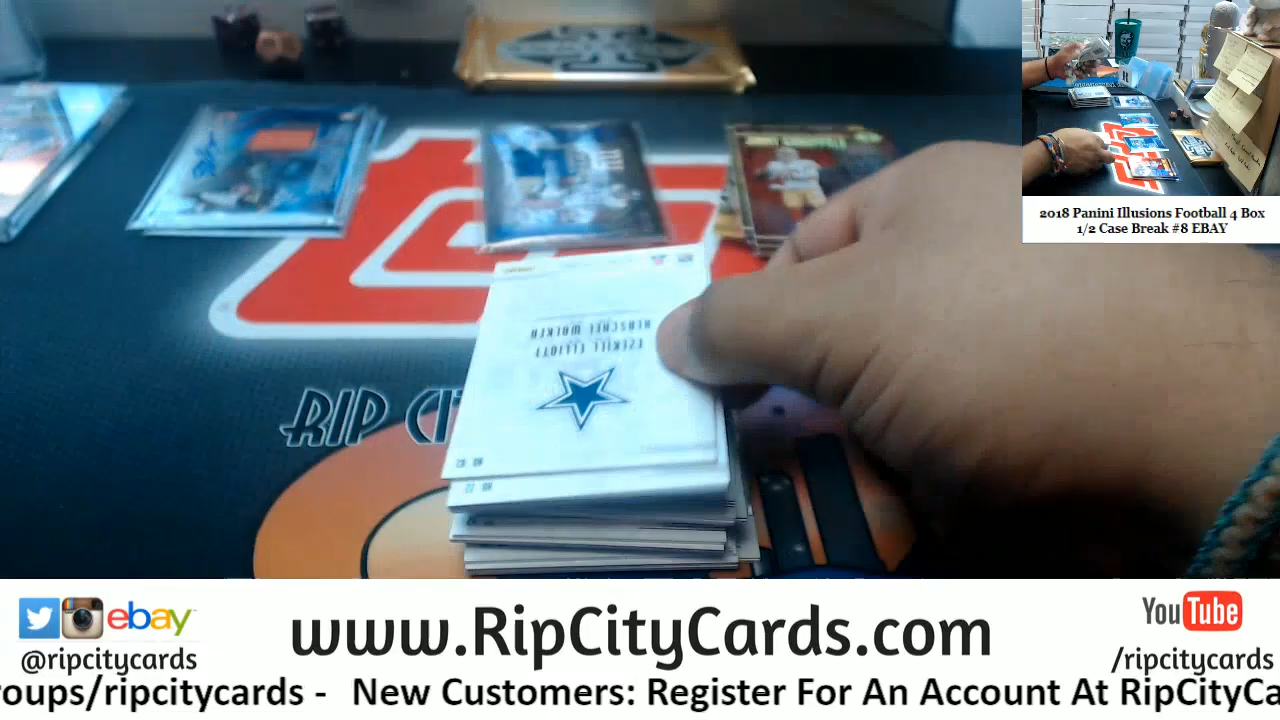 2018 Panini Illusions Football 4 Box
1/2 Case Break #8 EBAY
HERSCHEL WALKER
EZEKIEL ELLIOTT
RIP CI
ebay
@ripcitycards
www.RipCityCards.com
YouTube
/ripcitycards
roups/ripcitycards - New Customers: Register For An Account At RipCityCa